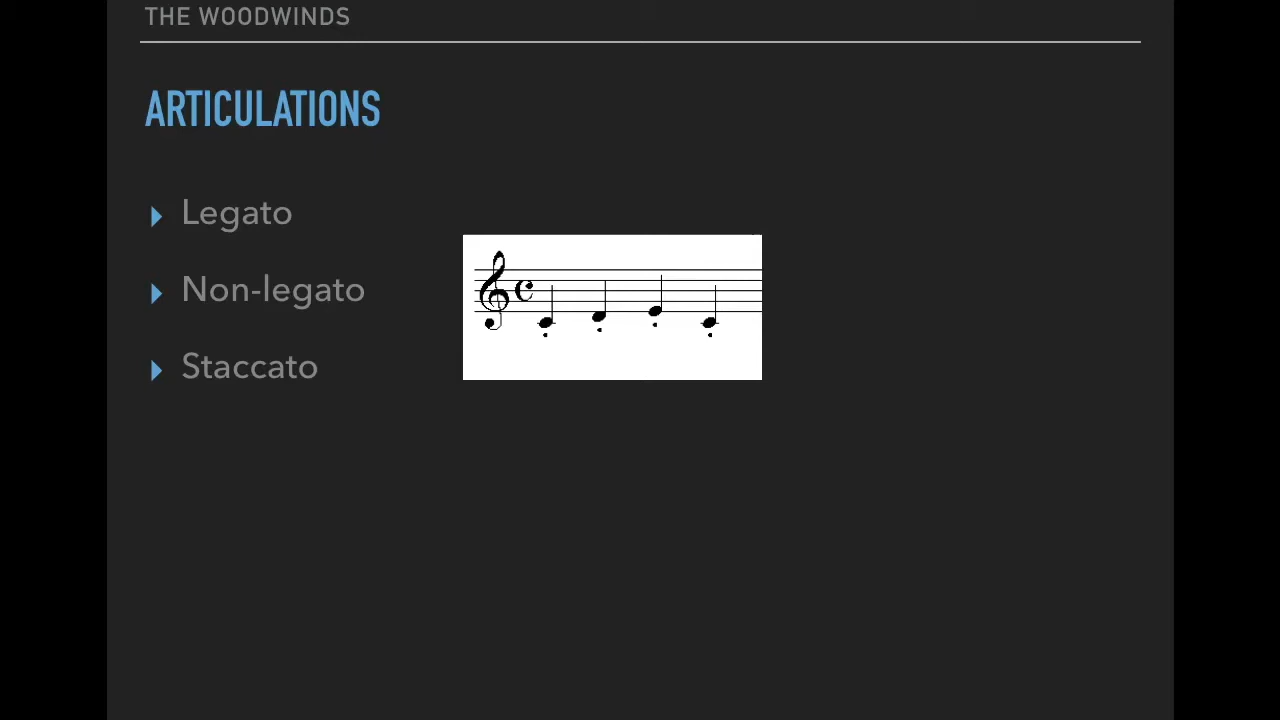 THE WOODWINDS
ARTICULATIONS
Legato
Non-legato
Staccato